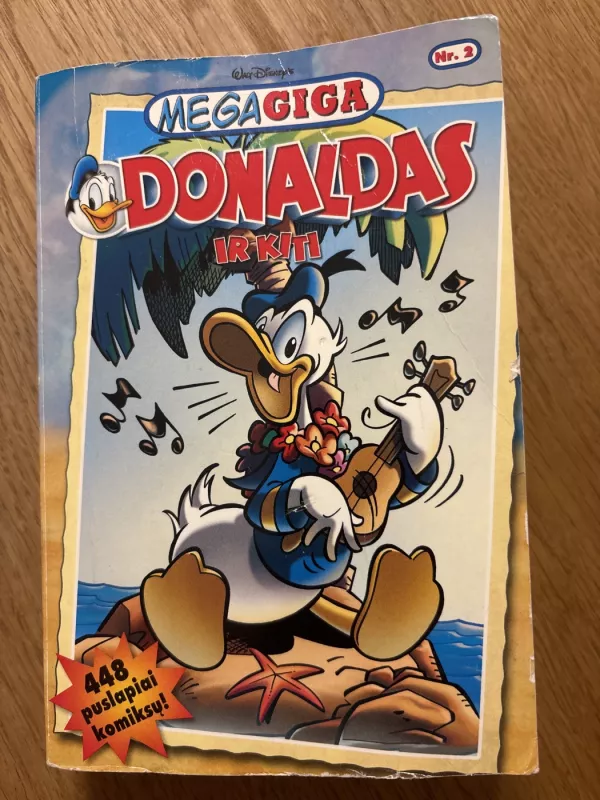 Walt Disney's
Nr. 2
MEGAGIGA
DONALDAS
IR KITI
448
puslapiai
komiksų!